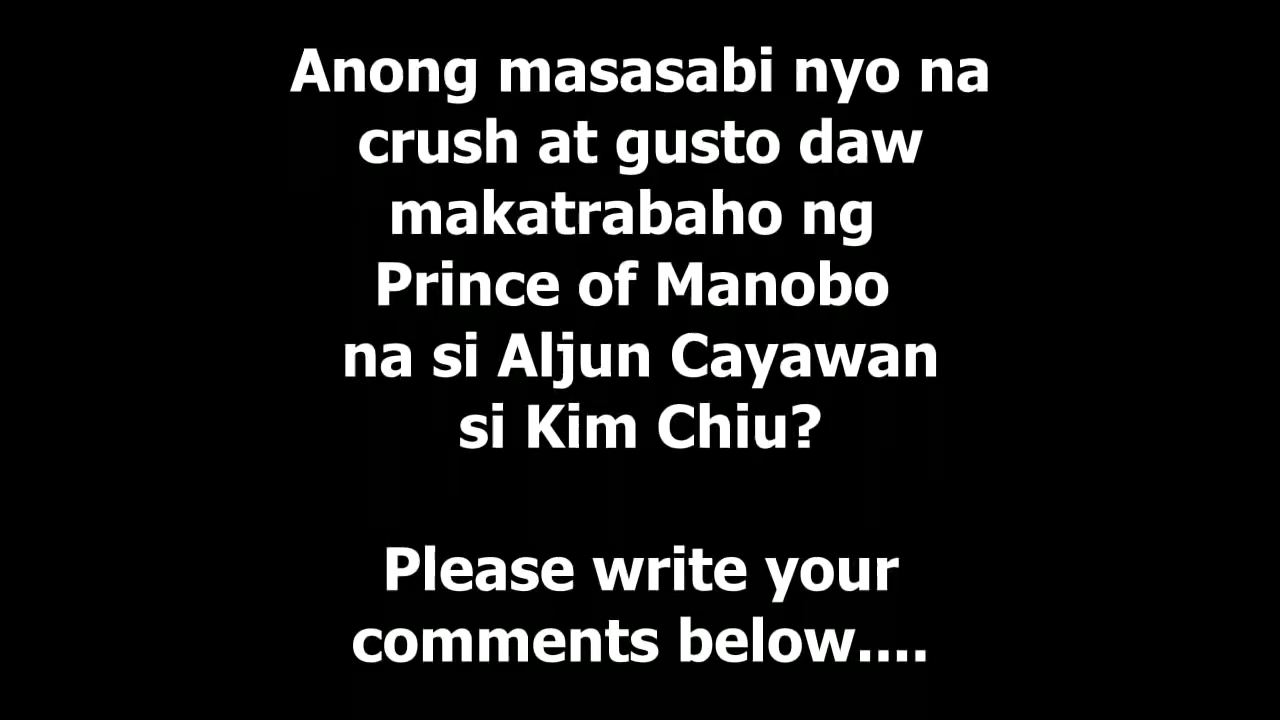 Anong masasabi nyo na
crush at gusto daw
makatrabaho ng
Prince of Manobo
na si Aljun Cayawan
si Kim Chiu?
Please write your
comments below....